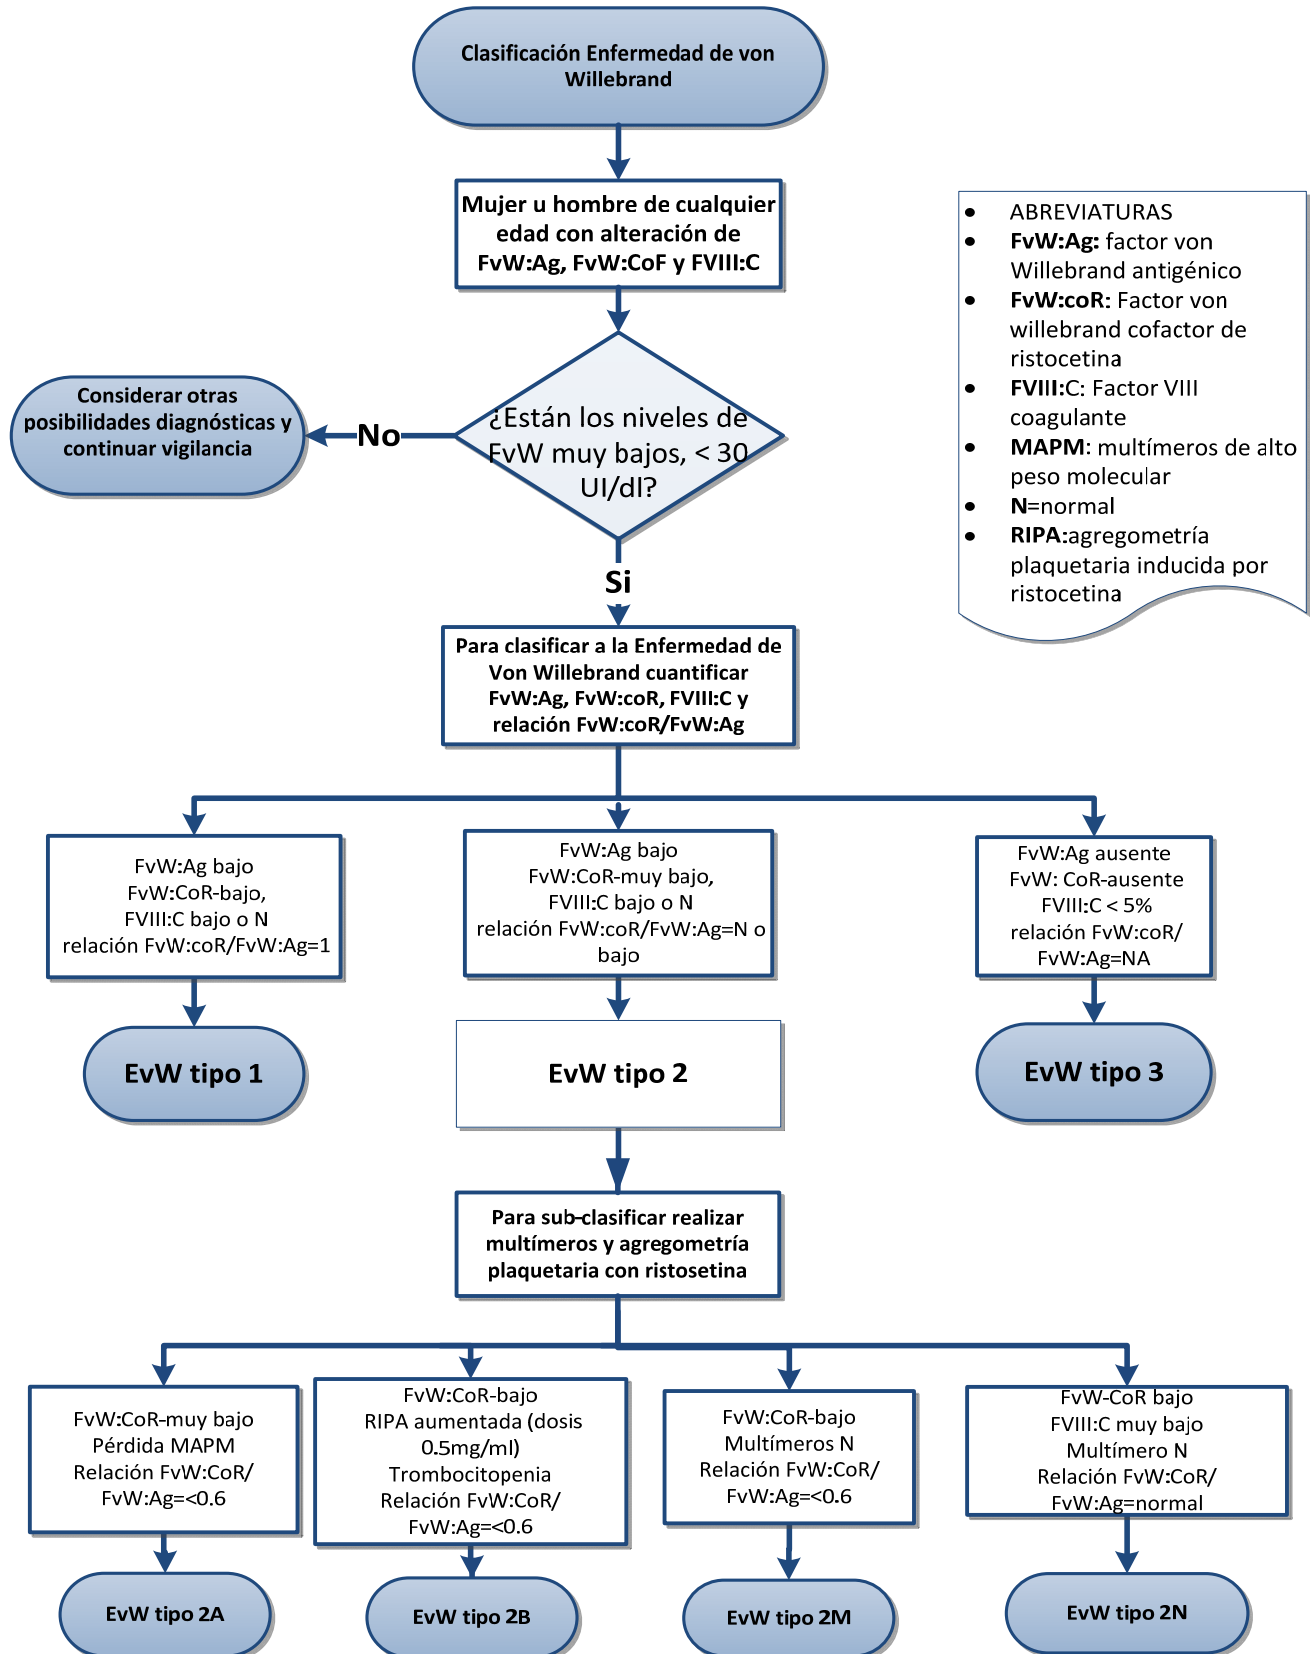 Clasificación Enfermedad de von
Willebrand
Mujer u hombre de cualquier
edad con alteración de
FvW:Ag, FvW:CoF y FVIII:C
• ABREVIATURAS
• FvW:Ag: factor von
Willebrand antigénico
• FvW:coR: Factor von
willebrand cofactor de
ristocetina
• FVIII:C: Factor VIII
coagulante
• MAPM: multímeros de alto
peso molecular
• N=normal
• RIPA:agregometría
plaquetaria inducida por
ristocetina
Considerar otras
posibilidades diagnósticas y
continuar vigilancia
No
¿Están los niveles de
FvW muy bajos, < 30
UI/dl?
Si
Para clasificar a la Enfermedad de
Von Willebrand cuantificar
FvW:Ag, FvW:coR, FVIII:C y
relación FvW:coR/FvW:Ag
FvW:Ag bajo
FvW:CoR-bajo,
FVIII:C bajo o N
relación FvW:coR/FvW:Ag=1
FvW:Ag bajo
FvW:CoR-muy bajo,
FVIII:C bajo o N
relación FvW:coR/FvW:Ag=N o
bajo
FvW:Ag ausente
FvW: CoR-ausente
FVIII:C < 5%
relación FvW:coR/
FvW:Ag=NA
EvW tipo 1
EvW tipo 2
EvW tipo 3
Para sub-clasificar realizar
multímeros y agregometría
plaquetaria con ristosetina
FvW:CoR-muy bajo
Pérdida MAPM
Relación FvW:CoR/
FvW:Ag=<0.6
FvW:CoR-bajo
RIPA aumentada (dosis
0.5mg/ml)
Trombocitopenia
Relación FvW:CoR/
FvW:Ag=<0.6
FvW:CoR-bajo
Multímeros N
Relación FvW:CoR/
FvW:Ag=<0.6
FvW-CoR bajo
FVIII:C muy bajo
Multímero N
Relación FvW:CoR/
FvW:Ag=normal
EvW tipo 2A
EvW tipo 2B
EvW tipo 2M
EvW tipo 2N